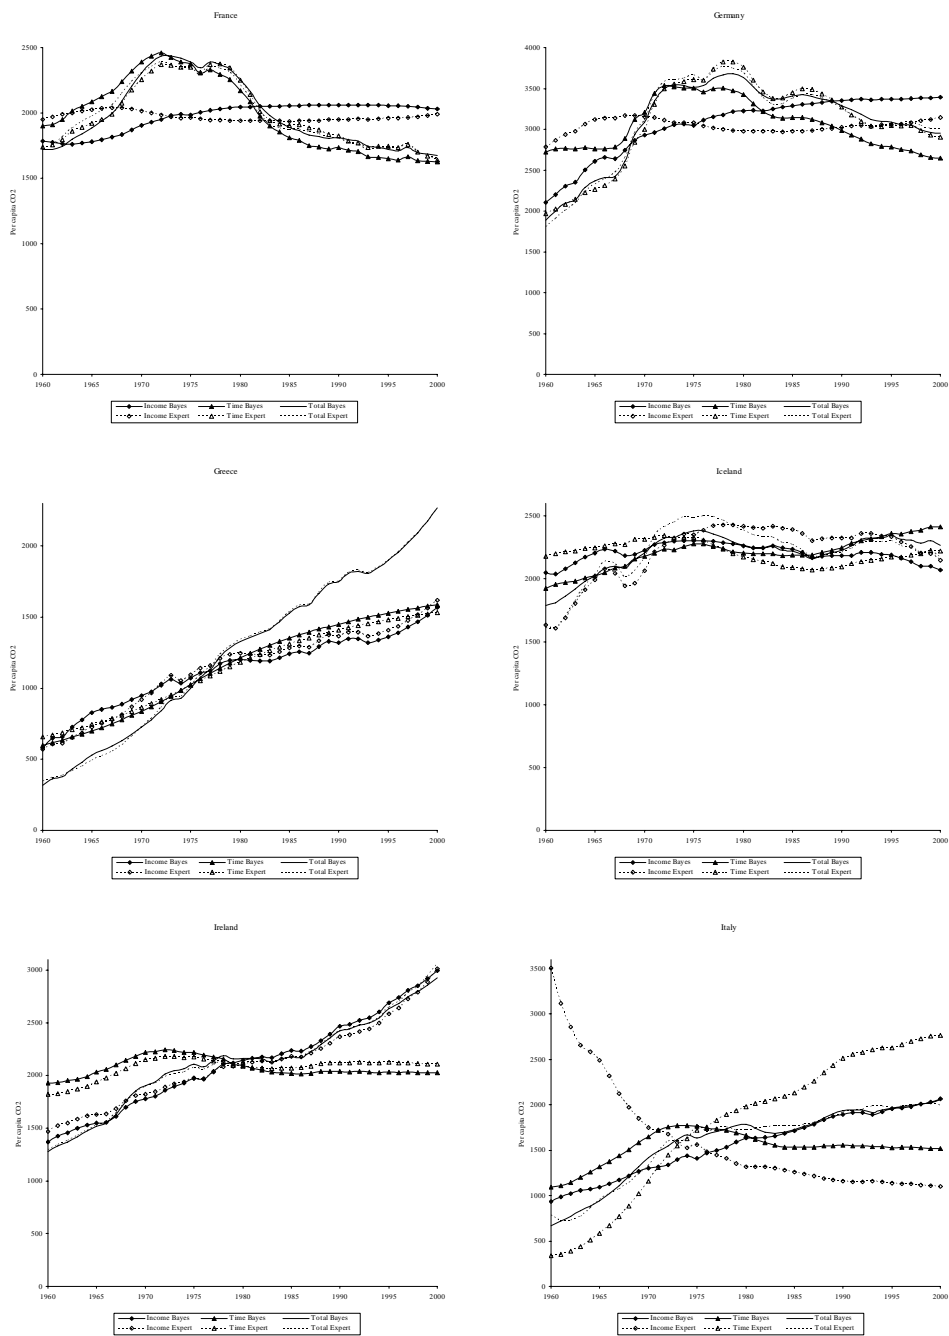 France
Per capita CO2
2500
2000
1500
1000
500
0
1960 1965 1970 1975 1980 1985 1990 1995 2000
Income Bayes Time Bayes Total Bayes
Income Expert Time Expert Total Expert
Germany
Per capita CO2
4000
3500
3000
2500
2000
1500
1000
500
0
1960 1965 1970 1975 1980 1985 1990 1995 2000
Income Bayes Time Bayes Total Bayes
Income Expert Time Expert Total Expert
Greece
Per capita CO2
2000
1500
1000
500
0
1960 1965 1970 1975 1980 1985 1990 1995 2000
Income Bayes Time Bayes Total Bayes
Income Expert Time Expert Total Expert
Iceland
Per capita CO2
2500
2000
1500
1000
500
0
1960 1965 1970 1975 1980 1985 1990 1995 2000
Income Bayes Time Bayes Total Bayes
Income Expert Time Expert Total Expert
Ireland
Per capita CO2
3000
2500
2000
1500
1000
500
0
1960 1965 1970 1975 1980 1985 1990 1995 2000
Income Bayes Time Bayes Total Bayes
Income Expert Time Expert Total Expert
Italy
Per capita CO2
3500
3000
2500
2000
1500
1000
500
0
1960 1965 1970 1975 1980 1985 1990 1995 2000
Income Bayes Time Bayes Total Bayes
Income Expert Time Expert Total Expert